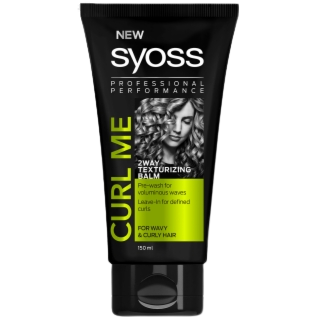 NEW
syoss
PROFESSIONAL
PERFORMANCE
CURL ME
2WAY-
TEXTURIZING
BALM
Pre-wash for
voluminous waves
Leave-in for defined
curls
FOR WAVY
& CURLY HAIR
150 ml